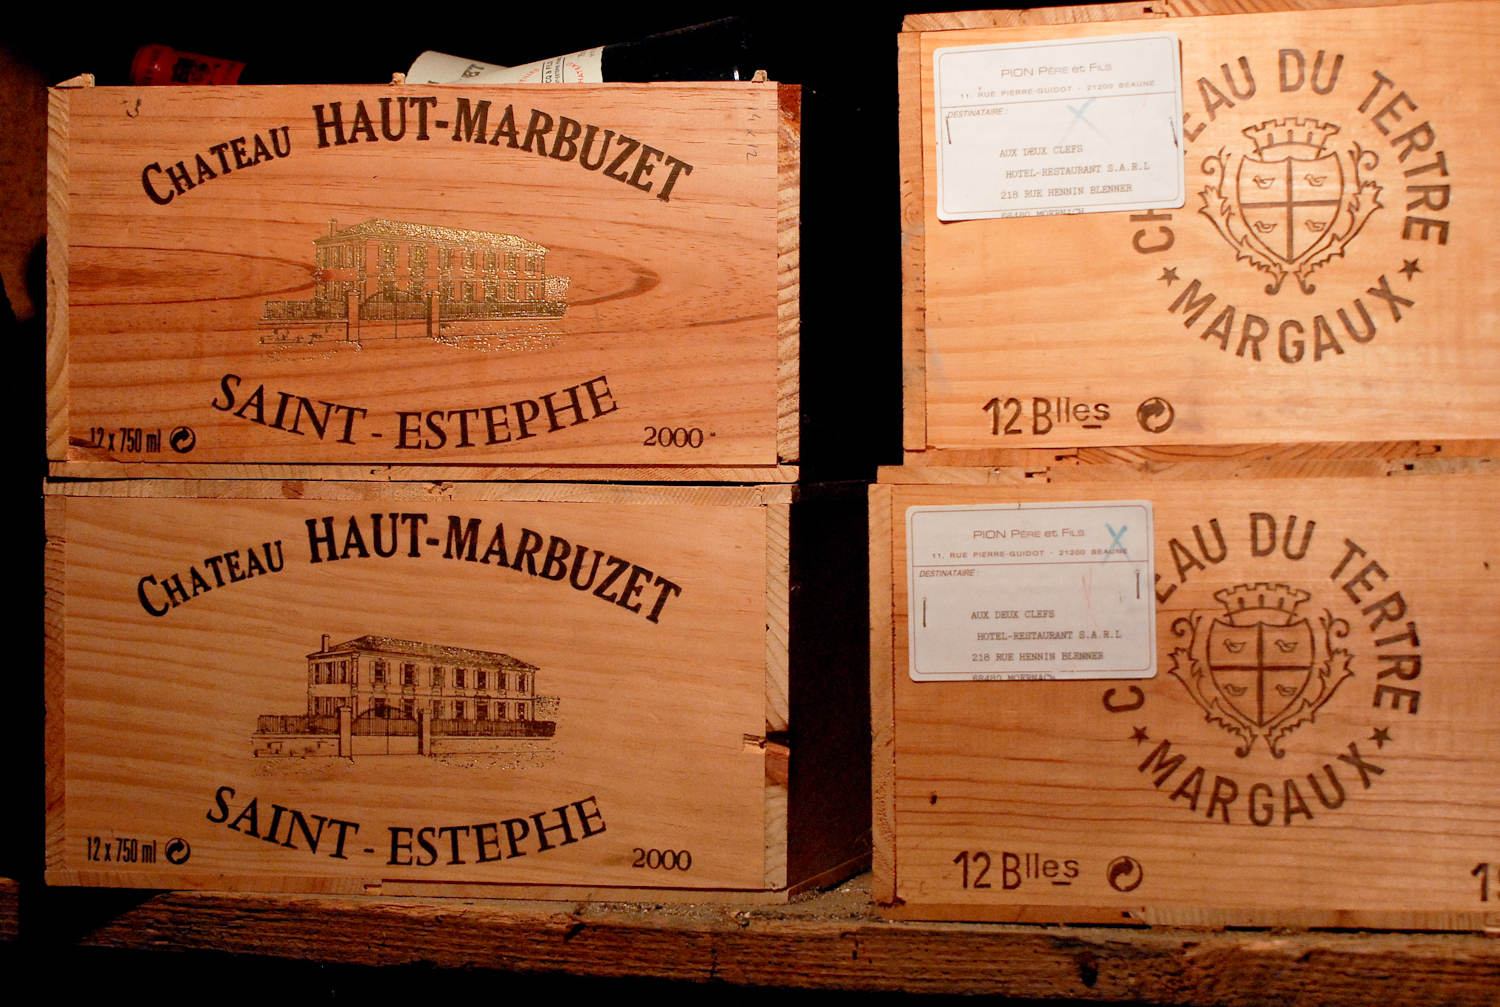 CHATEAU HAUT-MARBUZET
SAINT-ESTEPHE
12 x 750 ml
2000
CHATEAU HAUT-MARBUZET
SAINT-ESTEPHE
12 x 750 ml
2000
PION PÈRE et FILS
11, RUE PIERRE-GUIDOT - 21200 BEAUNE
DESTINATAIRE :
AUX DEUX CLEFS
HOTEL-RESTAURANT S.A.R.L
218 RUE HENNIN BLENNER
DU TERTRE
MARGAUX
12 Blles
PION PÈRE et FILS
11, RUE PIERRE-GUIDOT - 21200 BEAUNE
DESTINATAIRE :
AUX DEUX CLEFS
HOTEL-RESTAURANT S.A.R.L
218 RUE HENNIN BLENNER
DU TERTRE
MARGAUX
12 Blles